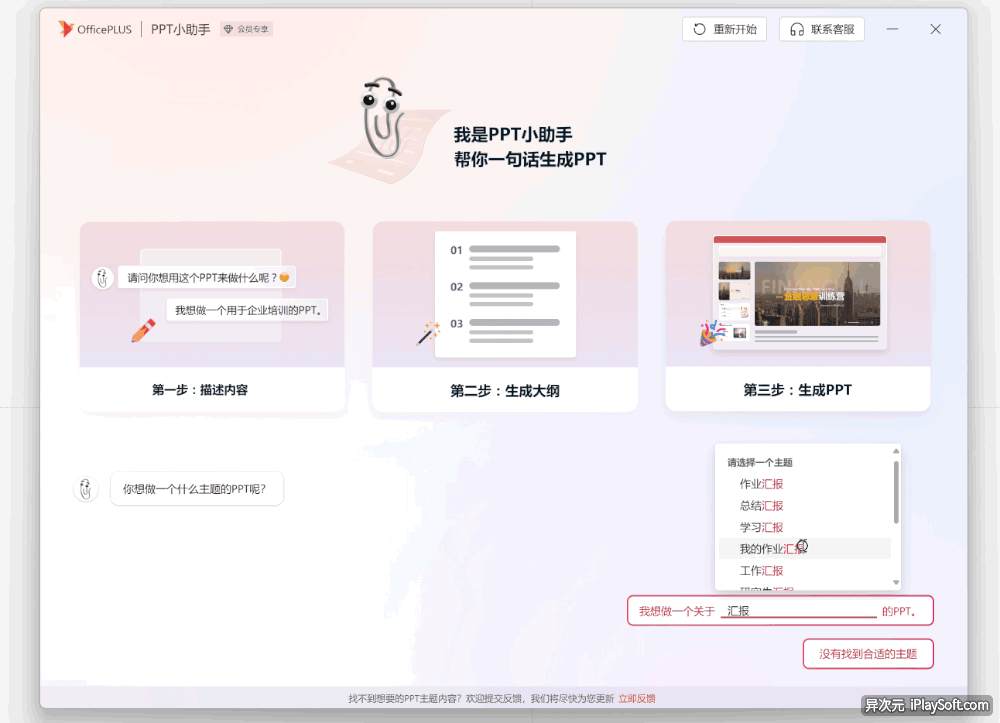 OfficePLUS PPT小助手 会员专享 重新开始 联系客服
我是PPT小助手
帮你一句话生成PPT
请问你想用这个PPT来做什么呢？
我想做一个用于企业培训的PPT。
第一步：描述内容
01
02
03
第二步：生成大纲
第三步：生成PPT
你想做一个什么主题的PPT呢?
请选择一个主题
作业汇报
总结汇报
学习汇报
我的作业汇报
工作汇报
我想做一个关于 汇报 的PPT。
没有找到合适的主题
找不到想要的PPT主题内容？欢迎提交反馈，我们将尽快为您更新 立即反馈
异次元 iPlaySoft.com